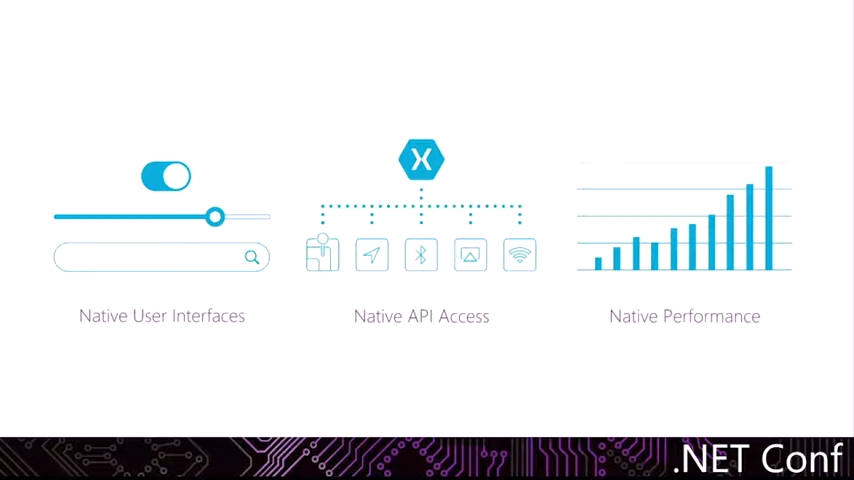 Native User Interfaces
Native API Access
Native Performance
.NET Conf